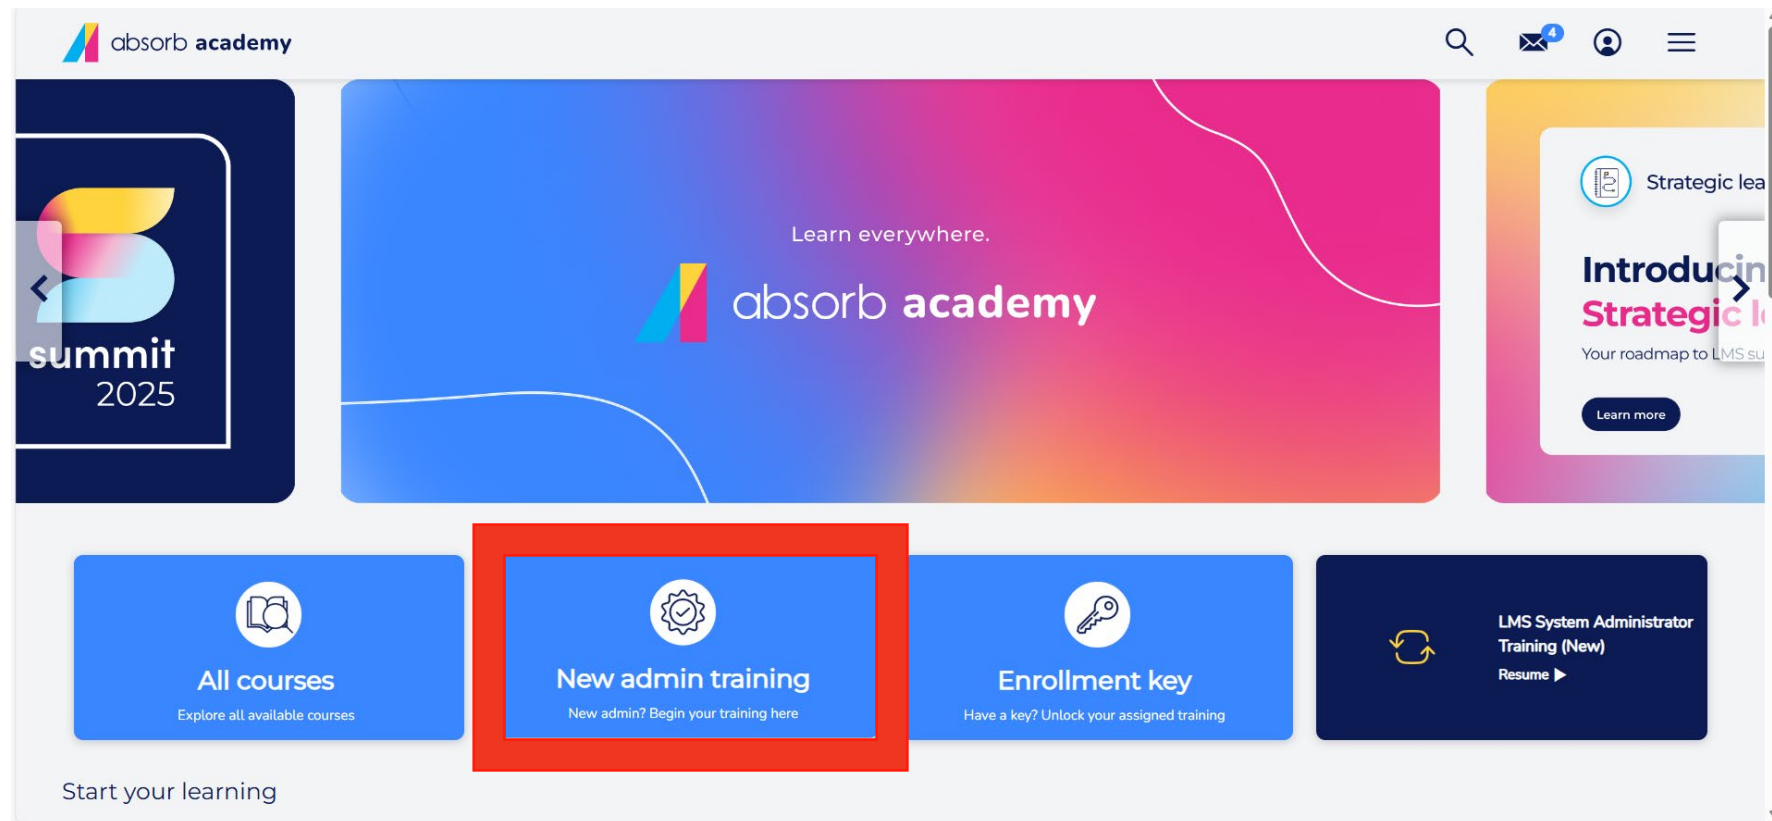 absorb academy
4
summit
2025
Learn everywhere.
absorb academy
Strategic lea
Introducin
Strategic l
Your roadmap to LMS su
Learn more
All courses
Explore all available courses
New admin training
New admin? Begin your training here
Enrollment key
Have a key? Unlock your assigned training
LMS System Administrator
Training (New)
Resume
Start your learning